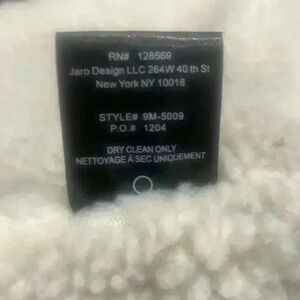 RN# 128569
Jaro Design LLC 264W 40 th St
New York NY 10018
STYLE# 9M-5009
P.O.# 1204
DRY CLEAN ONLY
NETTOYAGE À SEC UNIQUEMENT